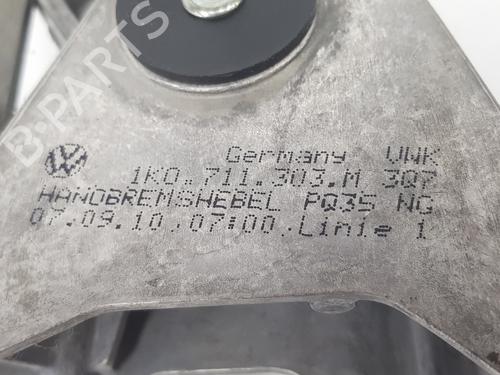 Germany VWK
1K0.711.303.M 3Q7
HANDBREMSHEBEL PQ35 NG
07.09.10 07:00 Linie 1
B-PARTS